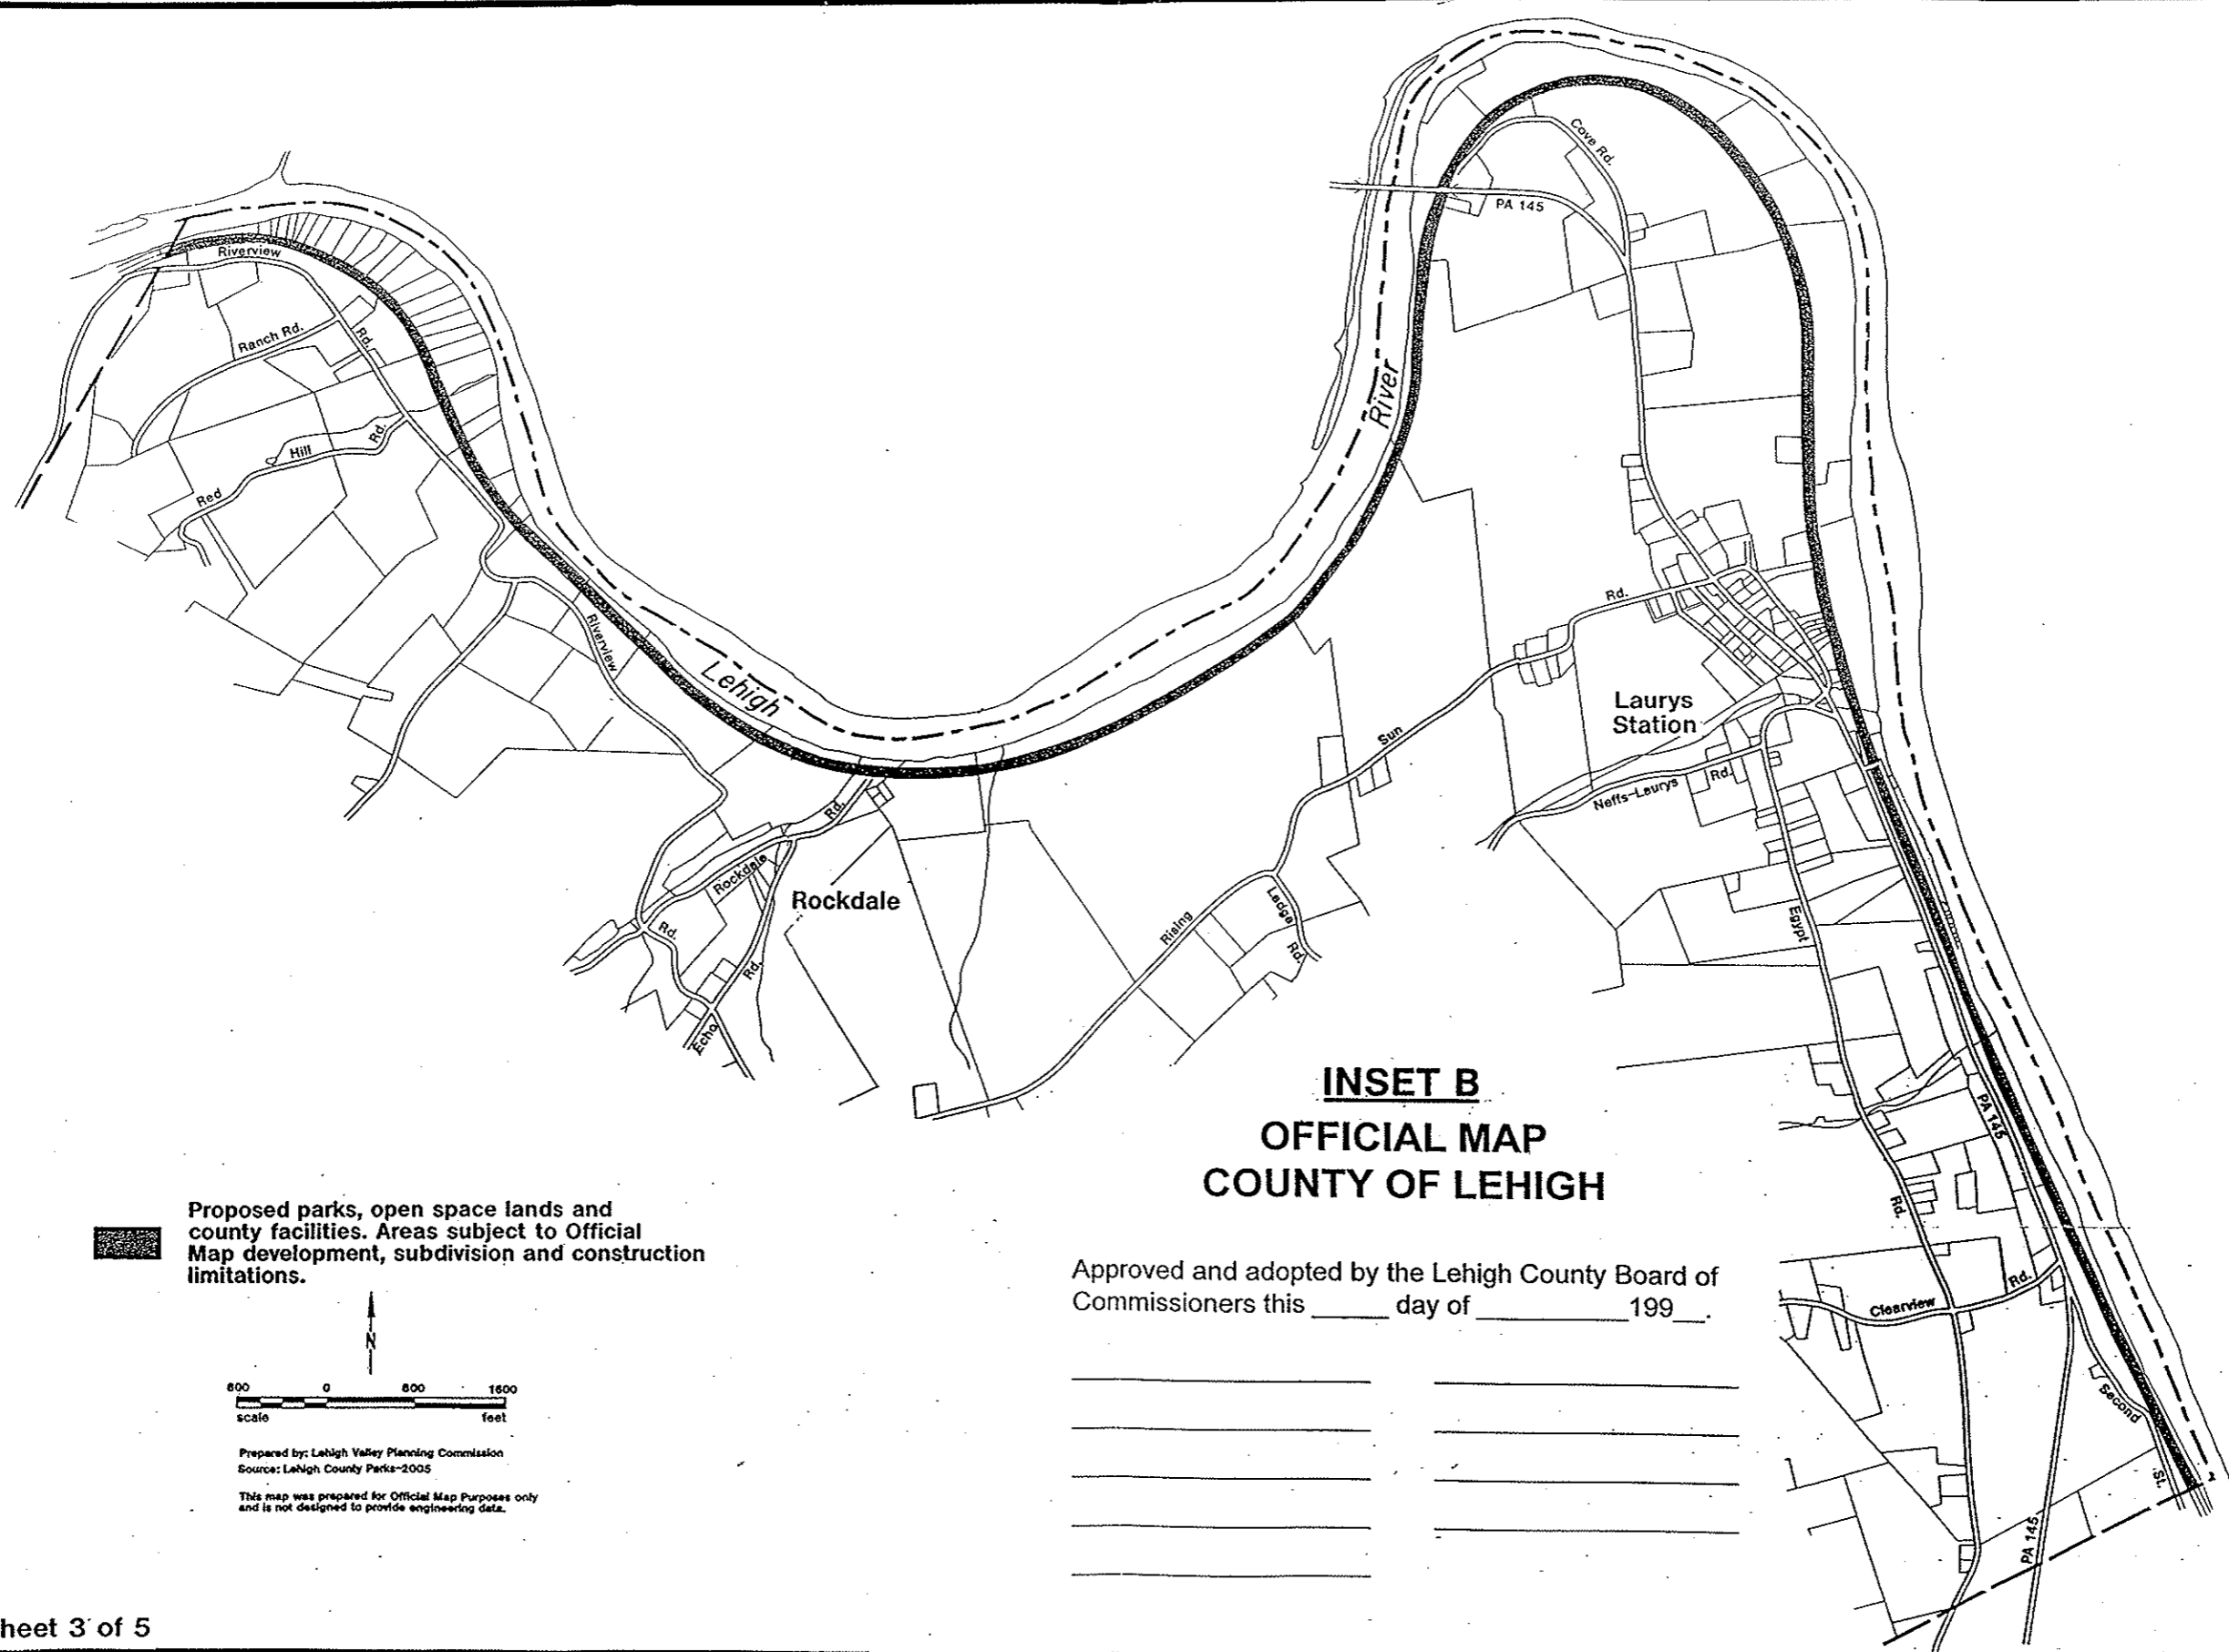 Cove Rd.
PA 145
Riverview
Rd.
Ranch Rd.
Hill
Rd.
Red
River
Riverview
Lehigh
Rd.
Sun
Laurys
Station
Neffs-Laurys
Rd.
Rd.
Rockdale
Rockdale
Rd.
Rd.
Echo
Rising
Ledge
Rd.
Egypt
Rd.
PA 145
INSET B
OFFICIAL MAP
COUNTY OF LEHIGH
Proposed parks, open space lands and
county facilities. Areas subject to Official
Map development, subdivision and construction
limitations.
Approved and adopted by the Lehigh County Board of
Commissioners this _____ day of __________ 199__.
Clearview
Rd.
Second
St.
PA 145
N
800 0 800 1600
scale feet
Prepared by: Lehigh Valley Planning Commission
Source: Lehigh County Parks-2005
This map was prepared for Official Map Purposes only
and is not designed to provide engineering data.
heet 3 of 5